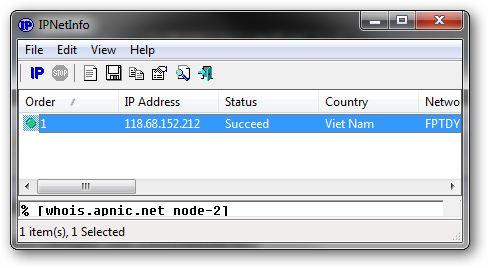 IP IPNetInfo
File Edit View Help
IP STOP
Order IP Address Status Country Netwo
1 118.68.152.212 Succeed Viet Nam FPTDY
% [whois.apnic.net node-2]
1 item(s), 1 Selected